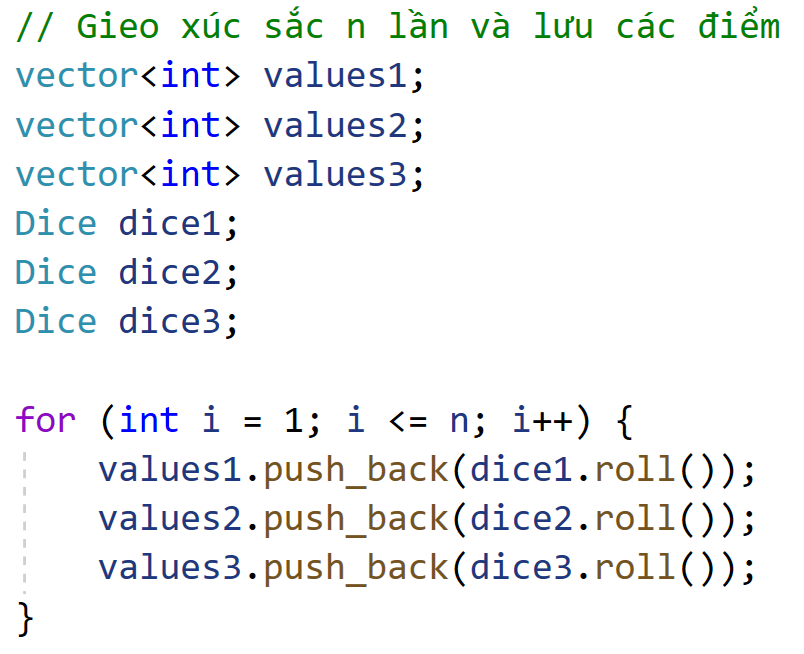 // Gieo xúc sắc n lần và lưu các điểm
vector<int> values1;
vector<int> values2;
vector<int> values3;
Dice dice1;
Dice dice2;
Dice dice3;

for (int i = 1; i <= n; i++) {
    values1.push_back(dice1.roll());
    values2.push_back(dice2.roll());
    values3.push_back(dice3.roll());
}